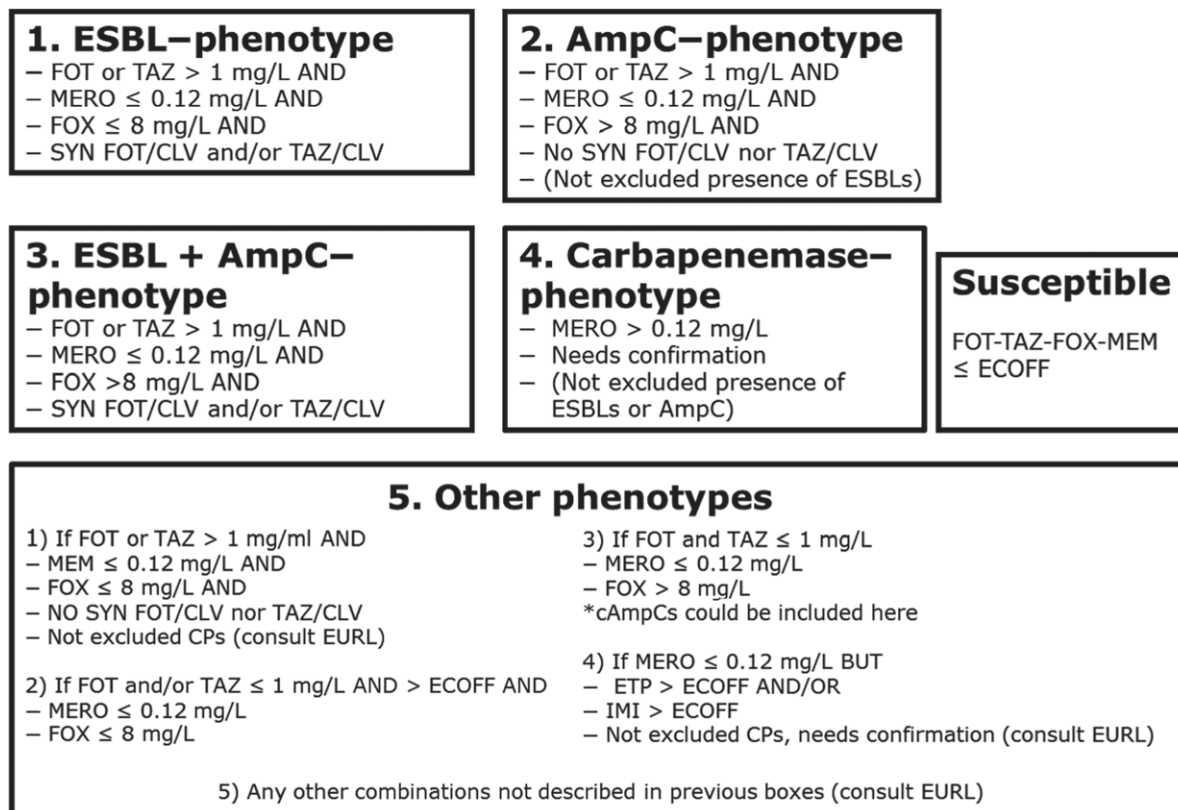 1. ESBL–phenotype
– FOT or TAZ > 1 mg/L AND
– MERO ≤ 0.12 mg/L AND
– FOX ≤ 8 mg/L AND
– SYN FOT/CLV and/or TAZ/CLV
2. AmpC–phenotype
– FOT or TAZ > 1 mg/L AND
– MERO ≤ 0.12 mg/L AND
– FOX > 8 mg/L AND
– No SYN FOT/CLV nor TAZ/CLV
– (Not excluded presence of ESBLs)
3. ESBL + AmpC–
phenotype
– FOT or TAZ > 1 mg/L AND
– MERO ≤ 0.12 mg/L AND
– FOX >8 mg/L AND
– SYN FOT/CLV and/or TAZ/CLV
4. Carbapenemase–
phenotype
– MERO > 0.12 mg/L
– Needs confirmation
– (Not excluded presence of
ESBLs or AmpC)
Susceptible
FOT-TAZ-FOX-MEM
≤ ECOFF
5. Other phenotypes
1) If FOT or TAZ > 1 mg/ml AND
– MEM ≤ 0.12 mg/L AND
– FOX ≤ 8 mg/L AND
– NO SYN FOT/CLV nor TAZ/CLV
– Not excluded CPs (consult EURL)
2) If FOT and/or TAZ ≤ 1 mg/L AND > ECOFF AND
– MERO ≤ 0.12 mg/L
– FOX ≤ 8 mg/L
3) If FOT and TAZ ≤ 1 mg/L
– MERO ≤ 0.12 mg/L
– FOX > 8 mg/L
*cAmpCs could be included here
4) If MERO ≤ 0.12 mg/L BUT
– ETP > ECOFF AND/OR
– IMI > ECOFF
– Not excluded CPs, needs confirmation (consult EURL)
5) Any other combinations not described in previous boxes (consult EURL)